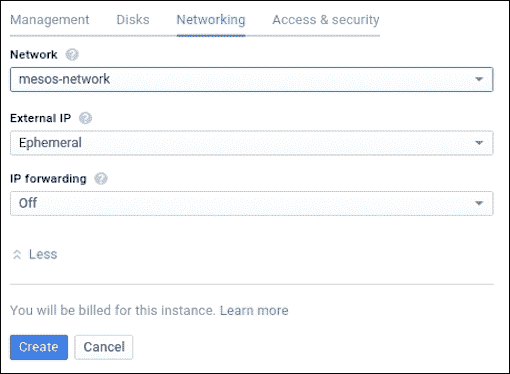 Management Disks Networking Access & security
Network
mesos-network
External IP
Ephemeral
IP forwarding
Off
Less
You will be billed for this instance. Learn more
Create Cancel